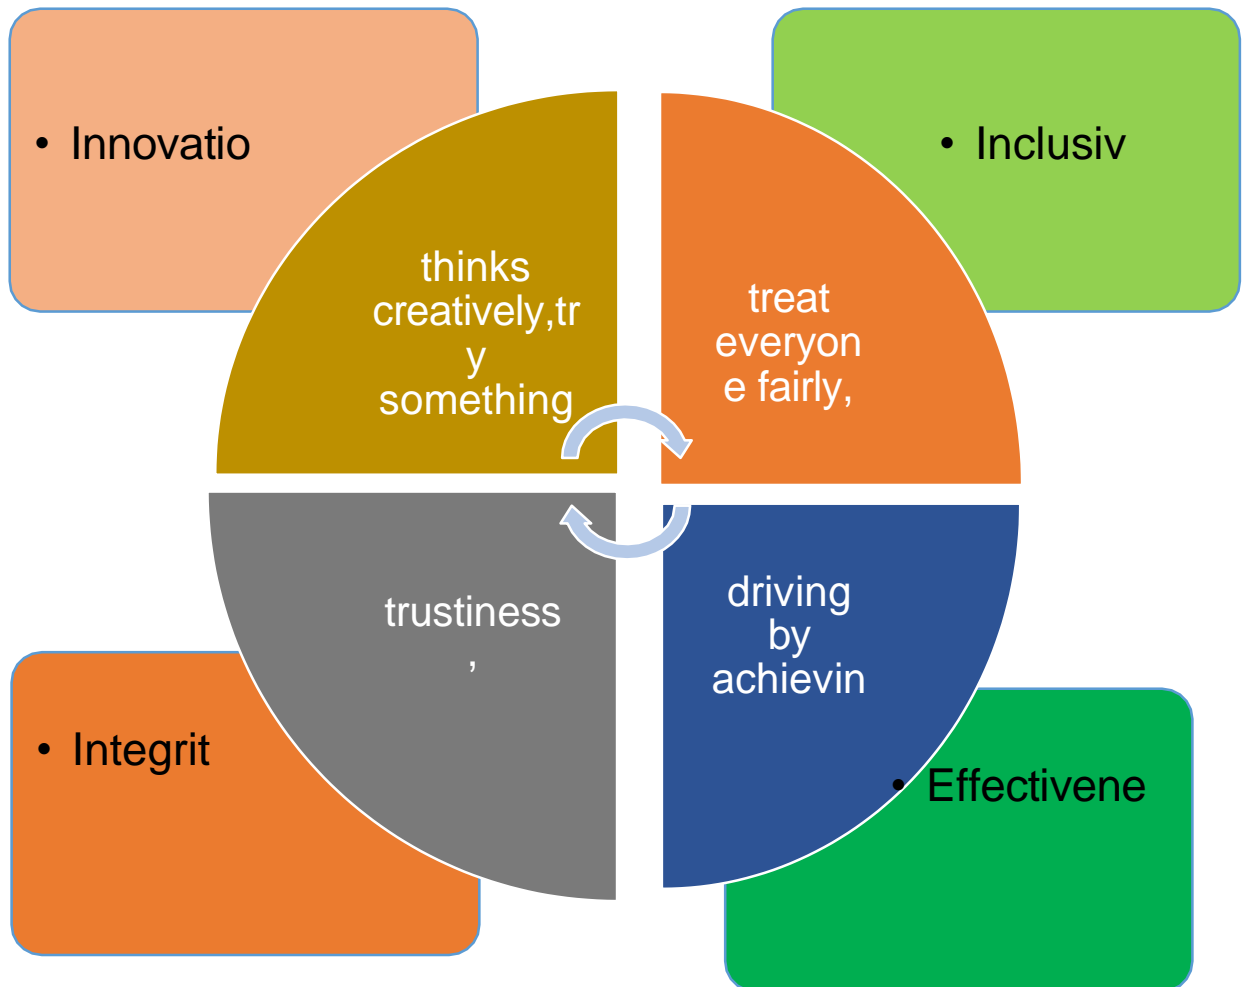 • Innovatio
• Inclusiv
thinks
creatively,tr
y
something
treat
everyon
e fairly,
trustiness
,
driving
by
achievin
• Integrit
• Effectivene